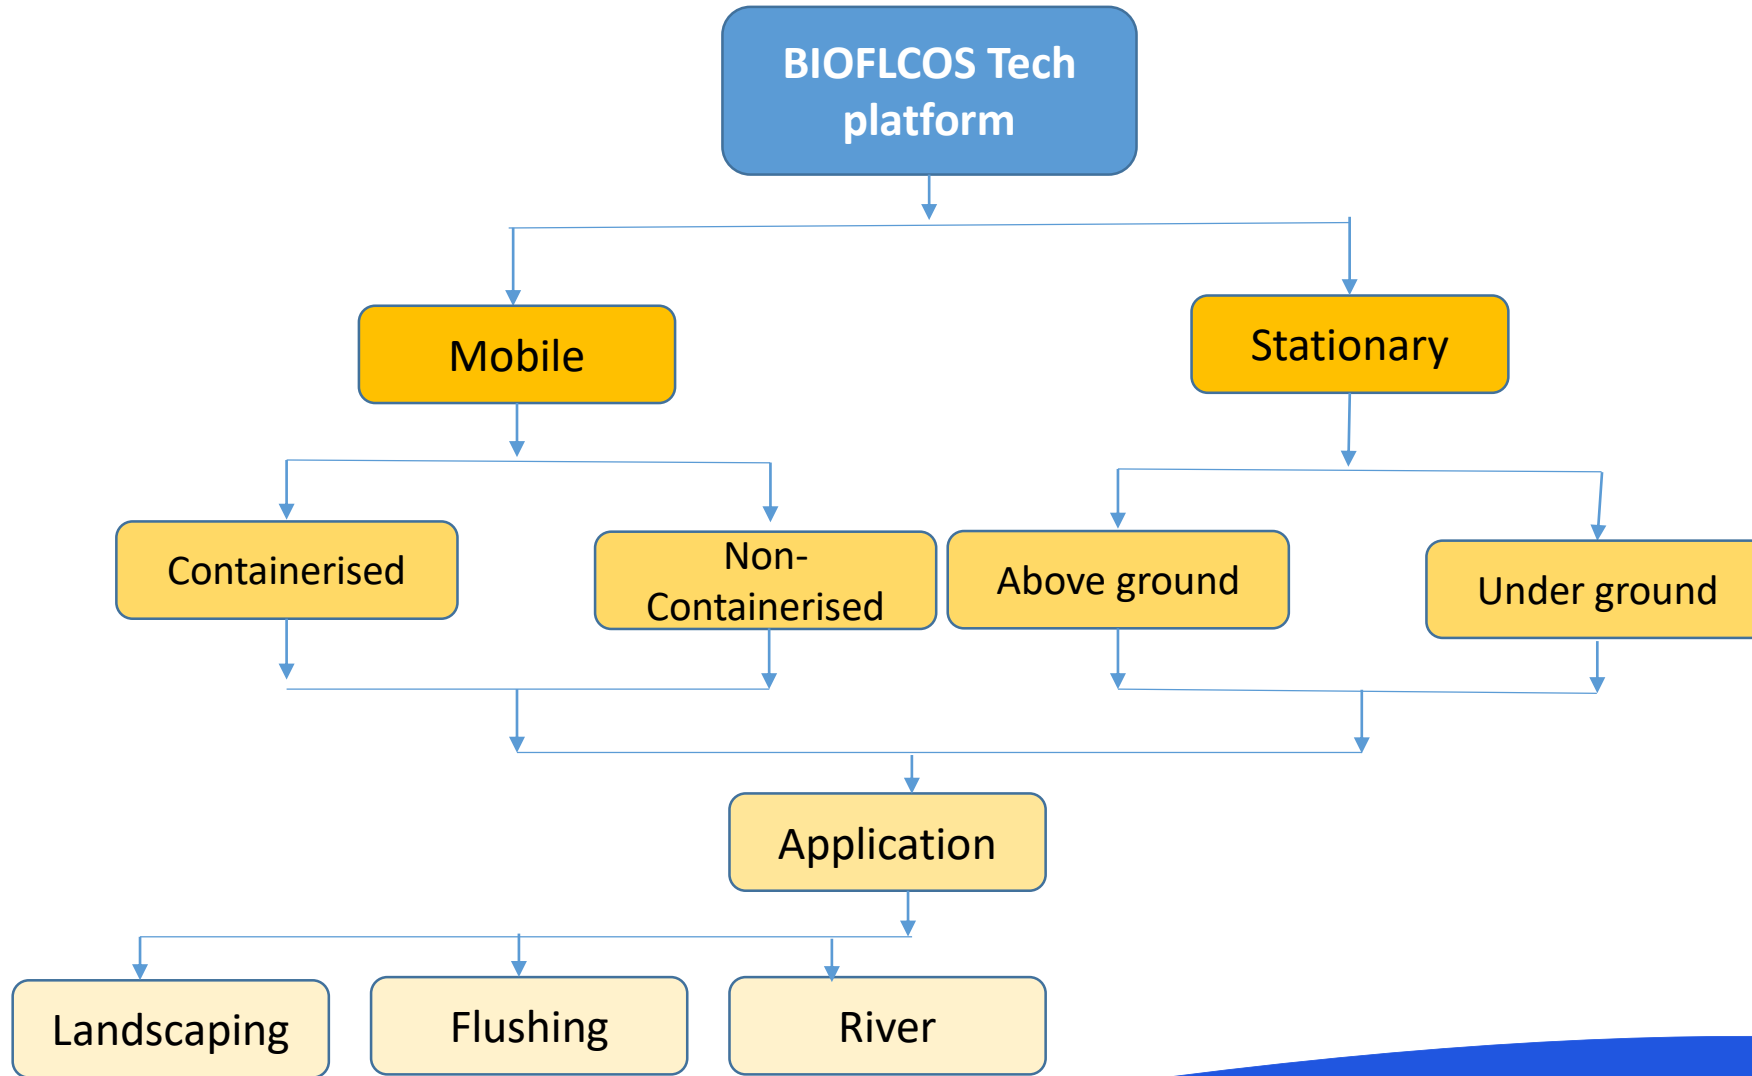 BIOFLCOS Tech
platform
Mobile
Stationary
Containerised
Non-
Containerised
Above ground
Under ground
Application
Landscaping
Flushing
River